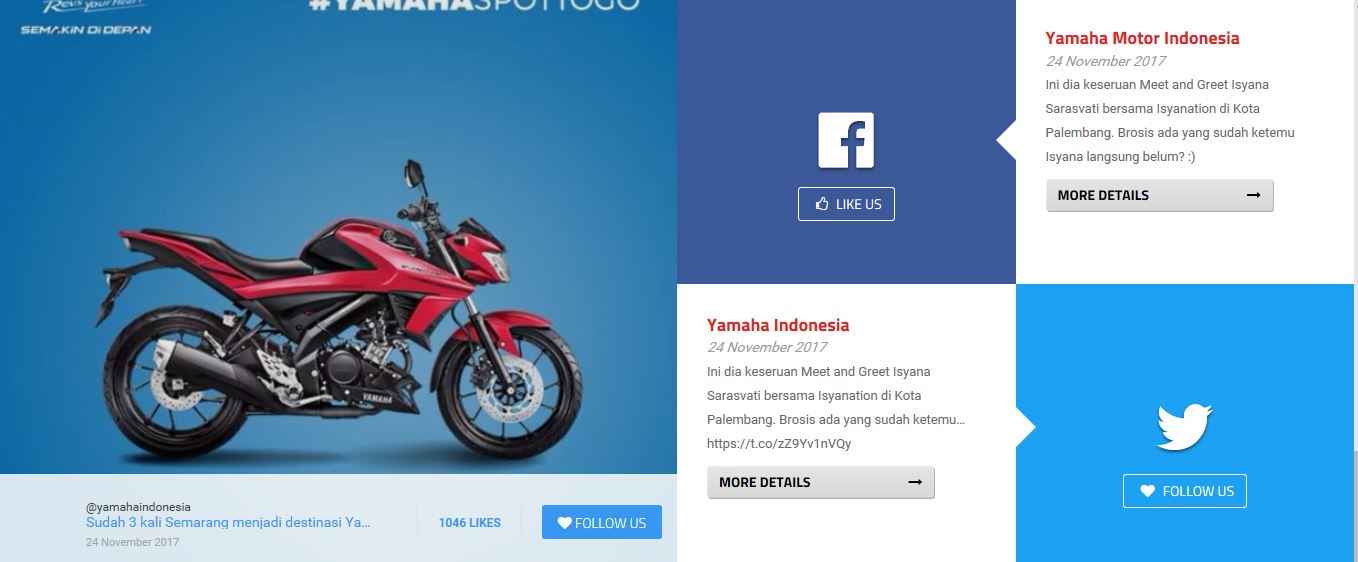 Revs your Heart
SEMAKIN DI DEPAN
#YAMAHASPOTTOGO
YAMAHA
@yamahaindonesia
Sudah 3 kali Semarang menjadi destinasi Ya...
24 November 2017
1046 LIKES
FOLLOW US
LIKE US
Yamaha Motor Indonesia
24 November 2017
Ini dia keseruan Meet and Greet Isyana
Sarasvati bersama Isyanation di Kota
Palembang. Brosis ada yang sudah ketemu
Isyana langsung belum? :)
MORE DETAILS
Yamaha Indonesia
24 November 2017
Ini dia keseruan Meet and Greet Isyana
Sarasvati bersama Isyanation di Kota
Palembang. Brosis ada yang sudah ketemu…
https://t.co/zZ9Yv1nVQy
MORE DETAILS
FOLLOW US